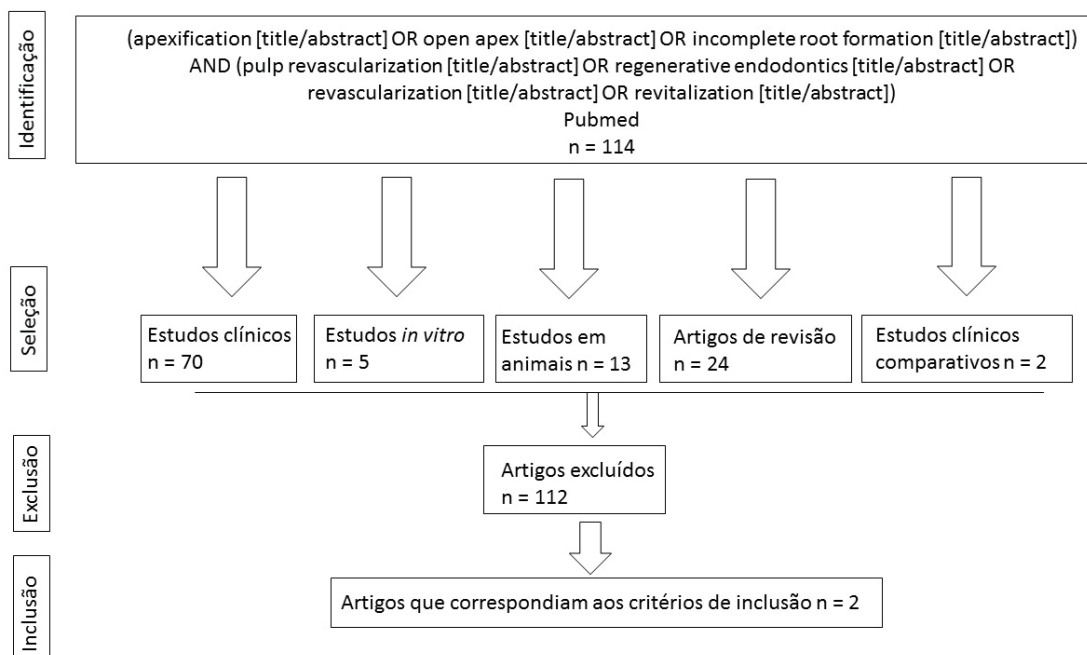 Identificação
(apexification [title/abstract] OR open apex [title/abstract] OR incomplete root formation [title/abstract])
AND (pulp revascularization [title/abstract] OR regenerative endodontics [title/abstract] OR
revascularization [title/abstract] OR revitalization [title/abstract])
Pubmed
n = 114
Seleção
Estudos clínicos
n = 70
Estudos in vitro
n = 5
Estudos em
animais n = 13
Artigos de revisão
n = 24
Estudos clínicos
comparativos n = 2
Exclusão
Artigos excluídos
n = 112
Inclusão
Artigos que correspondiam aos critérios de inclusão n = 2